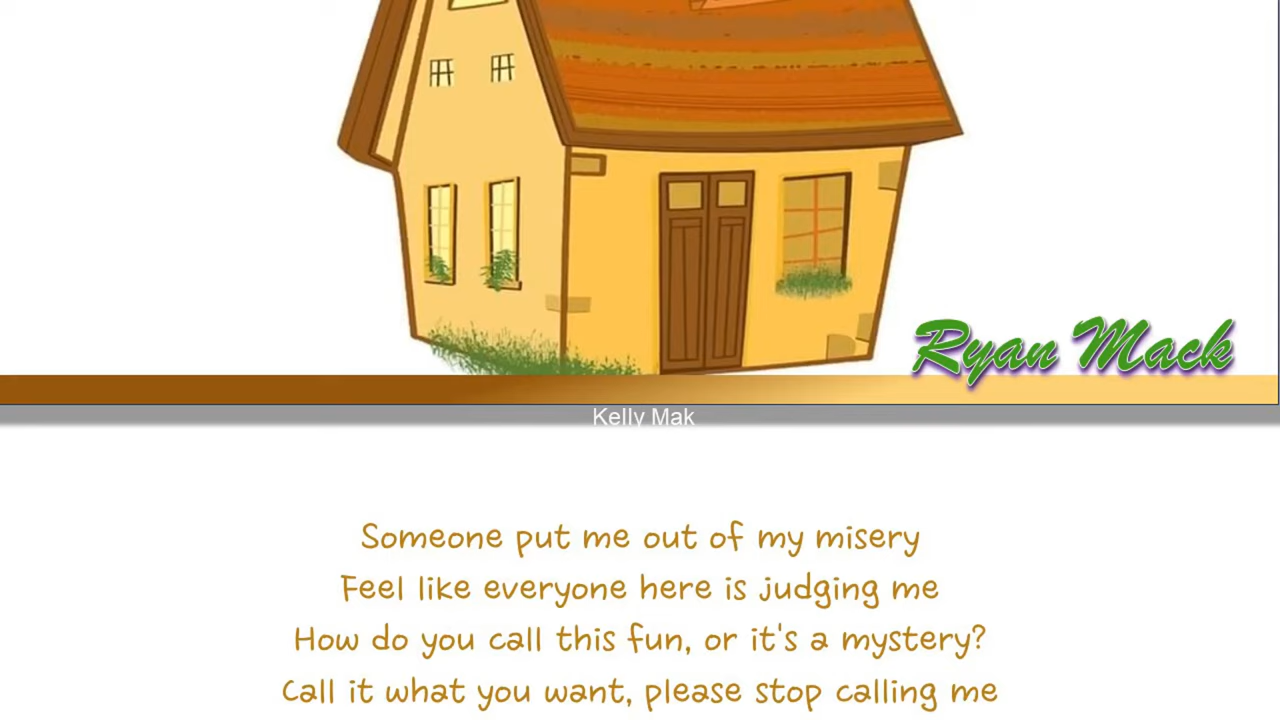 Ryan Mack
Kelly Mak
Someone put me out of my misery
Feel like everyone here is judging me
How do you call this fun, or it's a mystery?
Call it what you want, please stop calling me